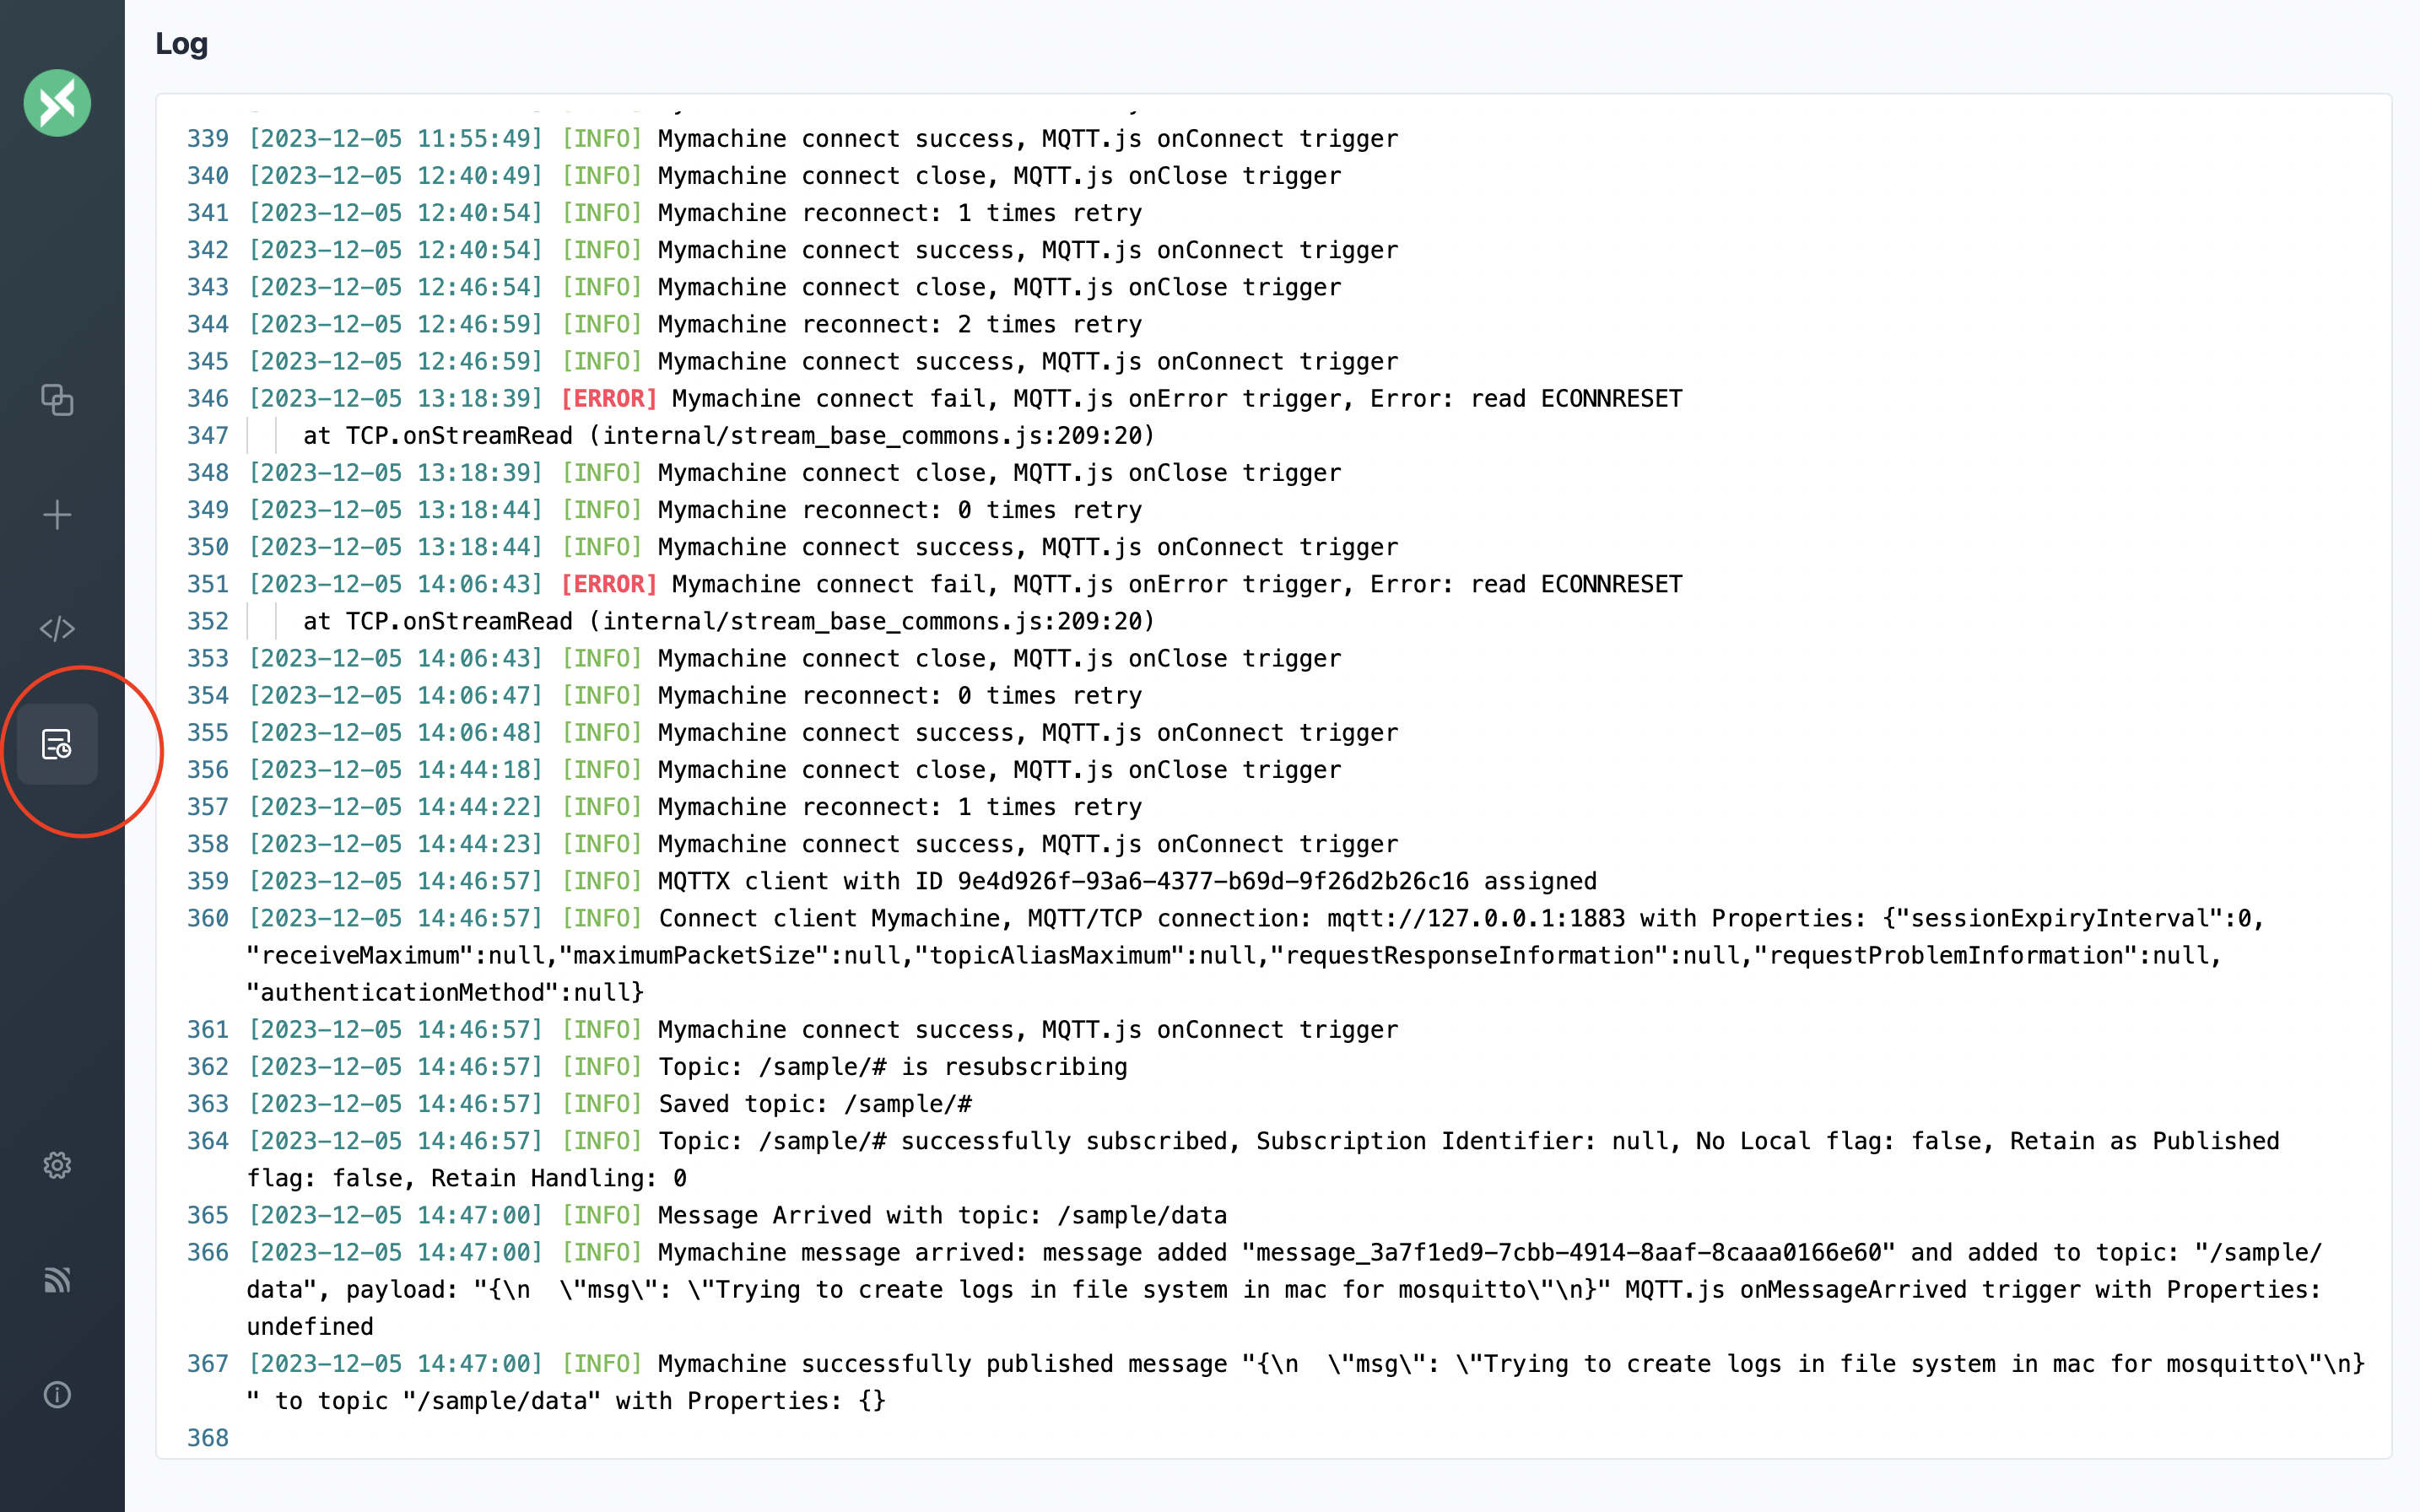 Log
339 [2023-12-05 11:55:49] [INFO] Mymachine connect success, MQTT.js onConnect trigger
340 [2023-12-05 12:40:49] [INFO] Mymachine connect close, MQTT.js onClose trigger
341 [2023-12-05 12:40:54] [INFO] Mymachine reconnect: 1 times retry
342 [2023-12-05 12:40:54] [INFO] Mymachine connect success, MQTT.js onConnect trigger
343 [2023-12-05 12:46:54] [INFO] Mymachine connect close, MQTT.js onClose trigger
344 [2023-12-05 12:46:59] [INFO] Mymachine reconnect: 2 times retry
345 [2023-12-05 12:46:59] [INFO] Mymachine connect success, MQTT.js onConnect trigger
346 [2023-12-05 13:18:39] [ERROR] Mymachine connect fail, MQTT.js onError trigger, Error: read ECONNRESET
347 at TCP.onStreamRead (internal/stream_base_commons.js:209:20)
348 [2023-12-05 13:18:39] [INFO] Mymachine connect close, MQTT.js onClose trigger
349 [2023-12-05 13:18:44] [INFO] Mymachine reconnect: 0 times retry
350 [2023-12-05 13:18:44] [INFO] Mymachine connect success, MQTT.js onConnect trigger
351 [2023-12-05 14:06:43] [ERROR] Mymachine connect fail, MQTT.js onError trigger, Error: read ECONNRESET
352 at TCP.onStreamRead (internal/stream_base_commons.js:209:20)
353 [2023-12-05 14:06:43] [INFO] Mymachine connect close, MQTT.js onClose trigger
354 [2023-12-05 14:06:47] [INFO] Mymachine reconnect: 0 times retry
355 [2023-12-05 14:06:48] [INFO] Mymachine connect success, MQTT.js onConnect trigger
356 [2023-12-05 14:44:18] [INFO] Mymachine connect close, MQTT.js onClose trigger
357 [2023-12-05 14:44:22] [INFO] Mymachine reconnect: 1 times retry
358 [2023-12-05 14:44:23] [INFO] Mymachine connect success, MQTT.js onConnect trigger
359 [2023-12-05 14:46:57] [INFO] MQTTX client with ID 9e4d926f-93a6-4377-b69d-9f26d2b26c16 assigned
360 [2023-12-05 14:46:57] [INFO] Connect client Mymachine, MQTT/TCP connection: mqtt://127.0.0.1:1883 with Properties: {"sessionExpiryInterval":0,
"receiveMaximum":null,"maximumPacketSize":null,"topicAliasMaximum":null,"requestResponseInformation":null,"requestProblemInformation":null,
"authenticationMethod":null}
361 [2023-12-05 14:46:57] [INFO] Mymachine connect success, MQTT.js onConnect trigger
362 [2023-12-05 14:46:57] [INFO] Topic: /sample/# is resubscribing
363 [2023-12-05 14:46:57] [INFO] Saved topic: /sample/#
364 [2023-12-05 14:46:57] [INFO] Topic: /sample/# successfully subscribed, Subscription Identifier: null, No Local flag: false, Retain as Published
flag: false, Retain Handling: 0
365 [2023-12-05 14:47:00] [INFO] Message Arrived with topic: /sample/data
366 [2023-12-05 14:47:00] [INFO] Mymachine message arrived: message added "message_3a7f1ed9-7cbb-4914-8aaf-8caaa0166e60" and added to topic: "/sample/
data", payload: "{\n  \"msg\": \"Trying to create logs in file system in mac for mosquitto\"\n}" MQTT.js onMessageArrived trigger with Properties:
undefined
367 [2023-12-05 14:47:00] [INFO] Mymachine successfully published message "{\n  \"msg\": \"Trying to create logs in file system in mac for mosquitto\"\n}
" to topic "/sample/data" with Properties: {}
368